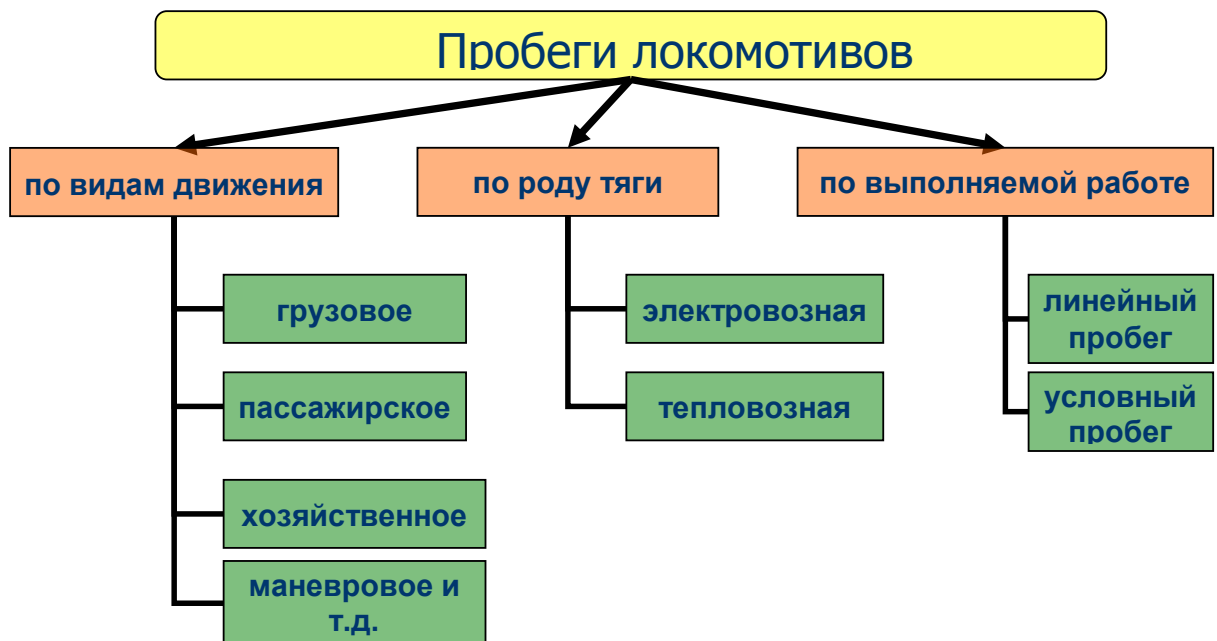 Пробеги локомотивов
по видам движения
по роду тяги
по выполняемой работе
грузовое
пассажирское
хозяйственное
маневровое и
т.д.
электровозная
тепловозная
линейный
пробег
условный
пробег